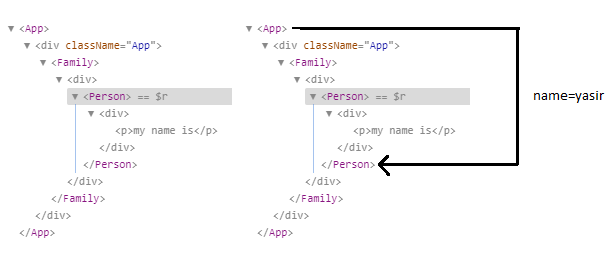 ▼ <App>
▼ <div className="App">
▼ <Family>
▼ <div>
▼ <Person> == $r
▼ <div>
<p>my name is</p>
</div>
</Person>
</div>
</Family>
</div>
</App>
▼ <App>
▼ <div className="App">
▼ <Family>
▼ <div>
▼ <Person> == $r
▼ <div>
<p>my name is</p>
</div>
</Person>
</div>
</Family>
</div>
</App>
name=yasir